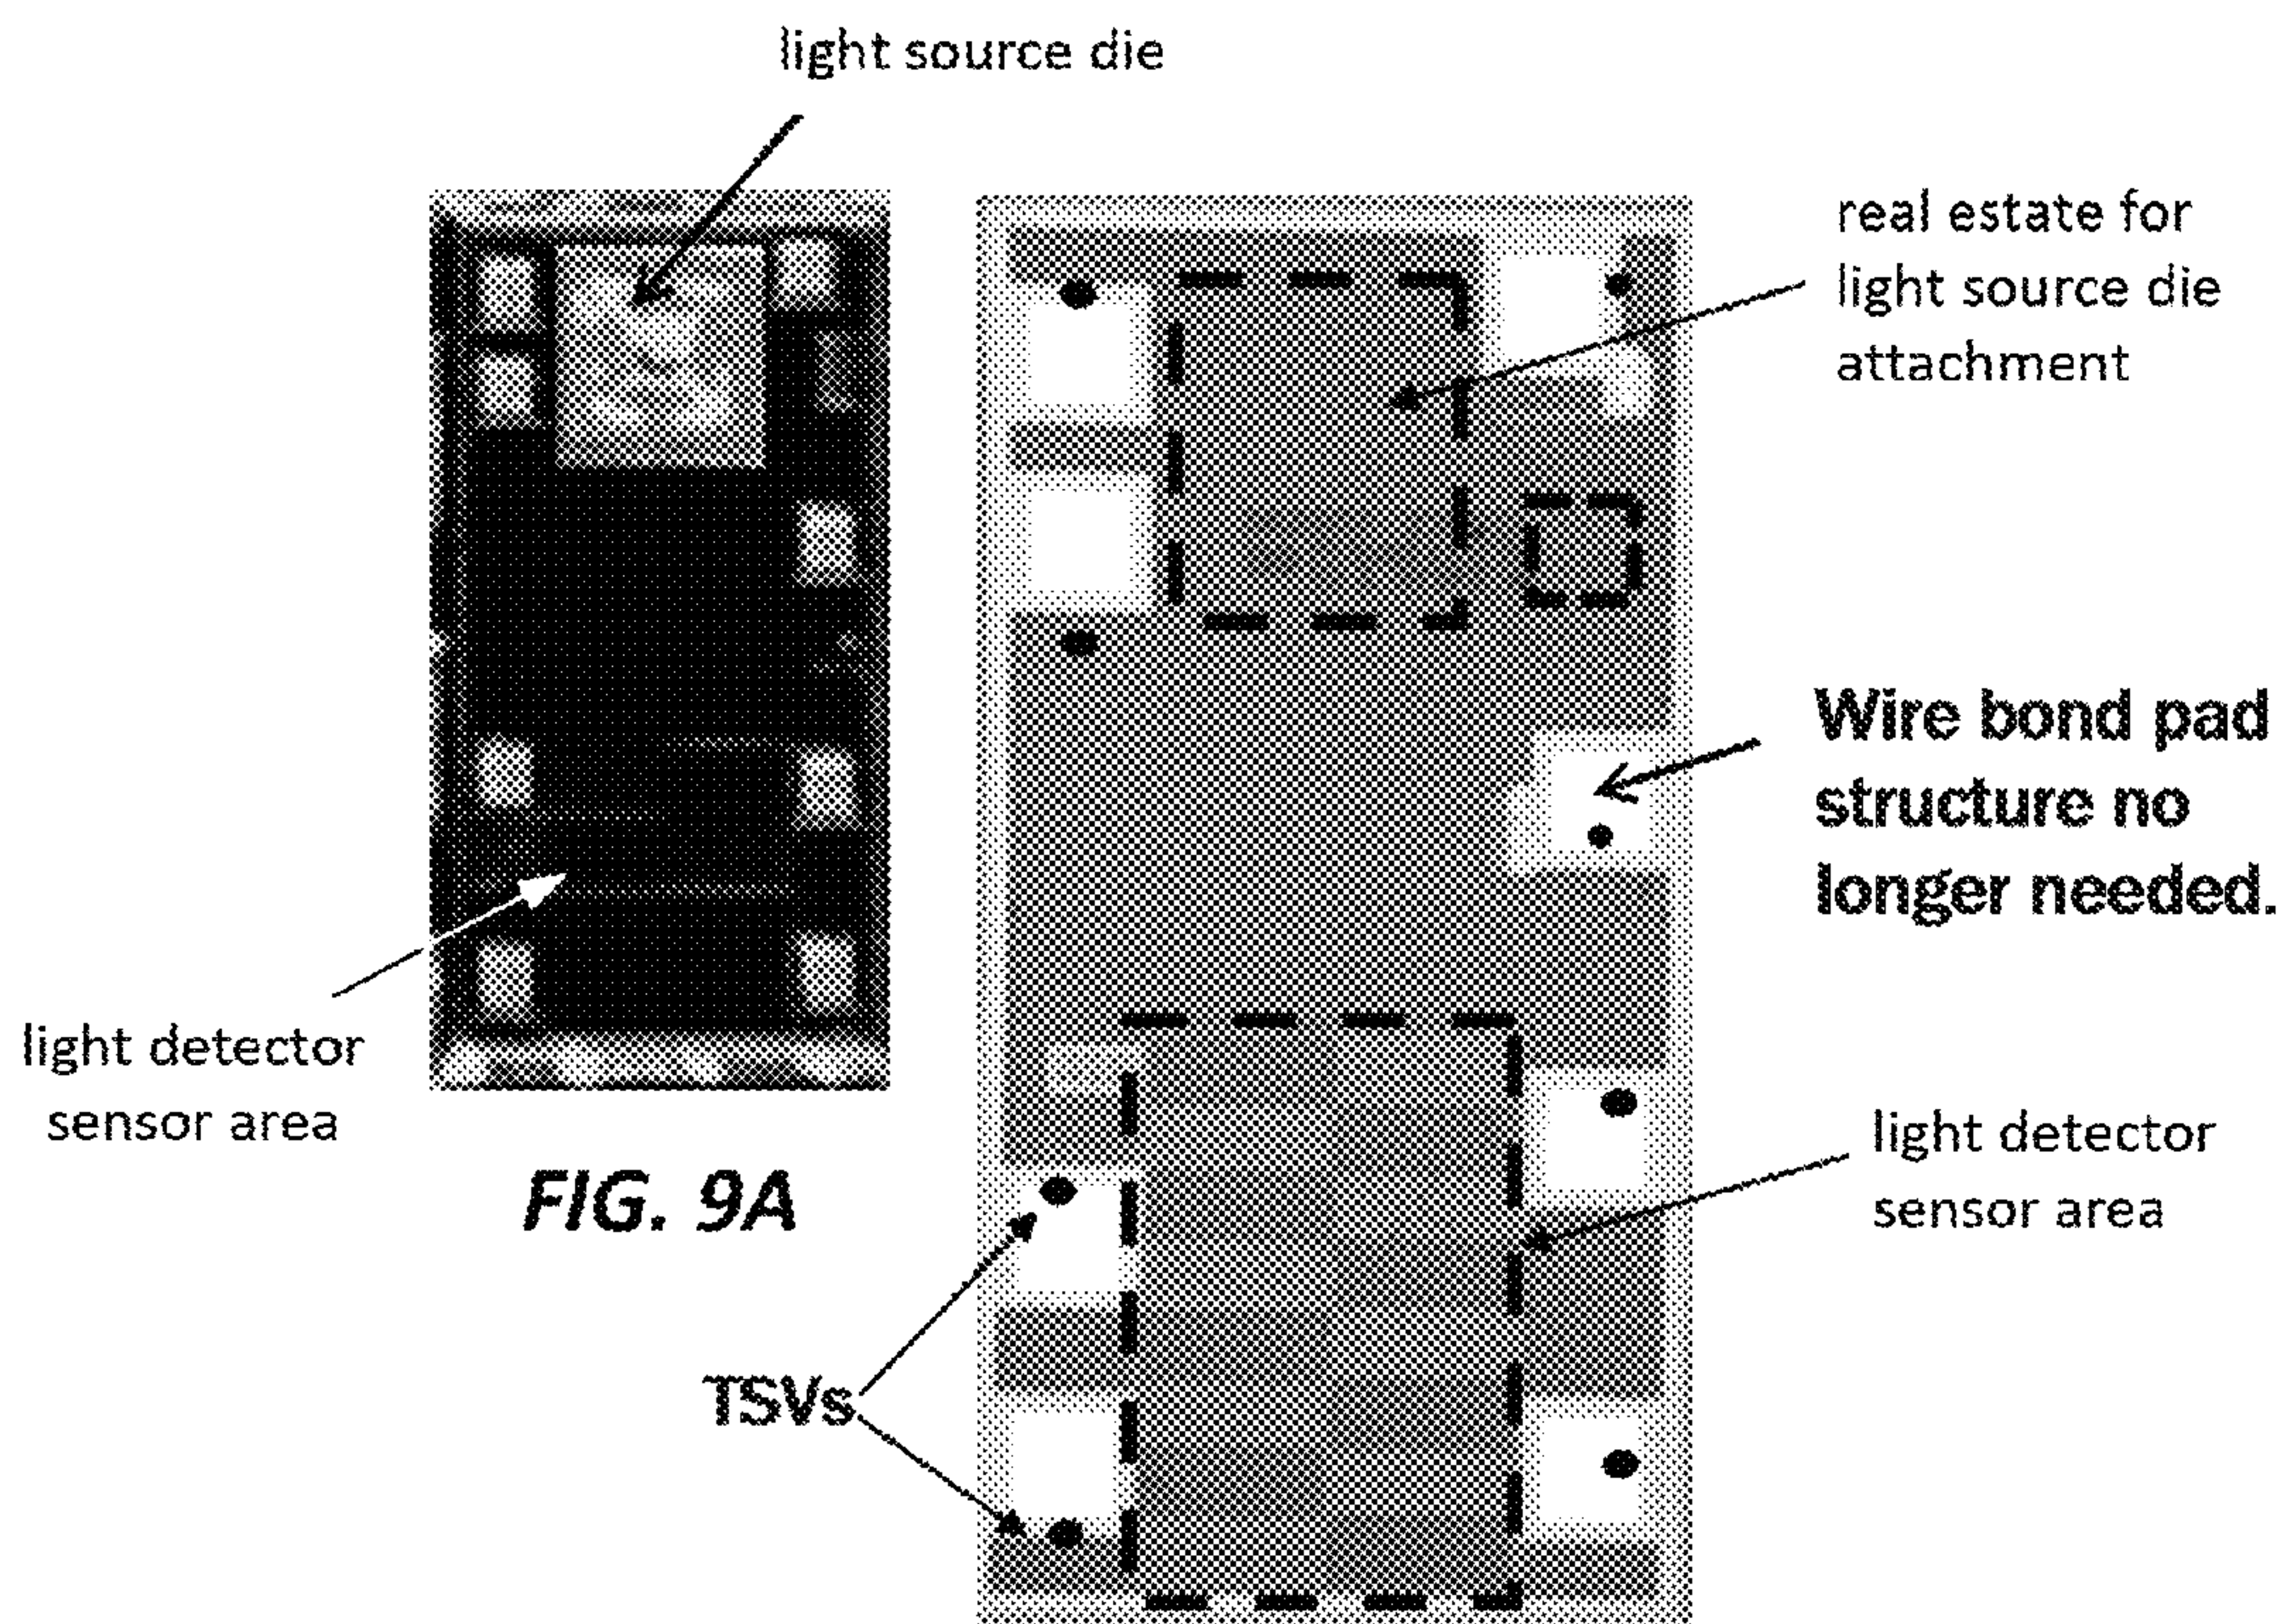 light source die
real estate for
light source die
attachment
Wire bond pad
structure no
longer needed.
light detector
sensor area
FIG. 9A
light detector
sensor area
TSVs